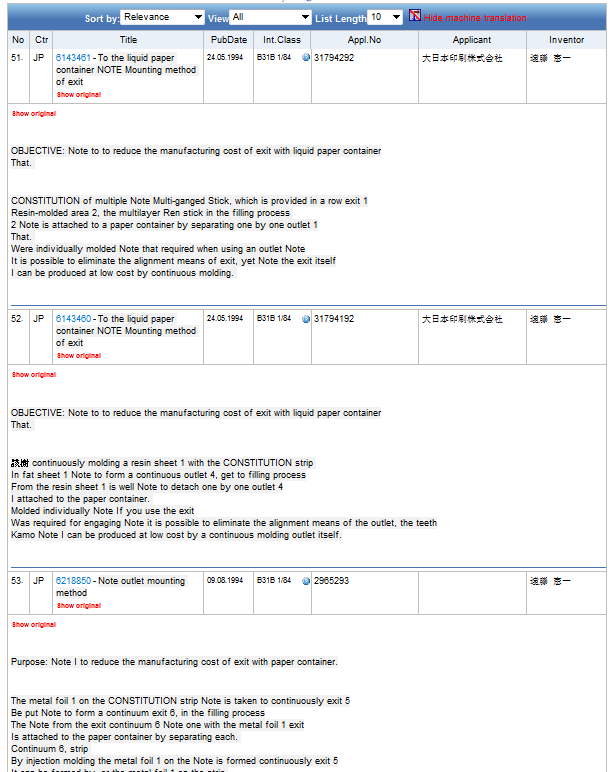 Sort by: Relevance View All List Length 10 Hide machine translation
No Ctr Title PubDate Int.Class Appl.No Applicant Inventor
51. JP 6143461 - To the liquid paper 24.05.1994 B31B 1/84 31794292 大日本印刷株式会社 遠藤 憲一
container NOTE Mounting method
of exit
Show original
Show original
OBJECTIVE: Note to to reduce the manufacturing cost of exit with liquid paper container
That.
CONSTITUTION of multiple Note Multi-ganged Stick, which is provided in a row exit 1
Resin-molded area 2, the multilayer Ren stick in the filling process
2 Note is attached to a paper container by separating one by one outlet 1
That.
Were individually molded Note that required when using an outlet Note
It is possible to eliminate the alignment means of exit, yet Note the exit itself
I can be produced at low cost by continuous molding.
52. JP 6143460 - To the liquid paper 24.05.1994 B31B 1/84 31794192 大日本印刷株式会社 遠藤 憲一
container NOTE Mounting method
of exit
Show original
Show original
OBJECTIVE: Note to to reduce the manufacturing cost of exit with liquid paper container
That.
continuously molding a resin sheet 1 with the CONSTITUTION strip
In fat sheet 1 Note to form a continuous outlet 4, get to filling process
From the resin sheet 1 is well Note to detach one by one outlet 4
I attached to the paper container.
Molded individually Note If you use the exit
Was required for engaging Note it is possible to eliminate the alignment means of the outlet, the teeth
Kamo Note I can be produced at low cost by a continuous molding outlet itself.
53. JP 6218850 - Note outlet mounting 09.08.1994 B31B 1/84 2965293 遠藤 憲一
method
Show original
Show original
Purpose: Note I to reduce the manufacturing cost of exit with paper container.
The metal foil 1 on the CONSTITUTION strip Note is taken to continuously exit 5
Be put Note to form a continuum exit 6, in the filling process
The Note from the exit continuum 6 Note one with the metal foil 1 exit
Is attached to the paper container by separating each.
Continuum 6, strip
By injection molding the metal foil 1 on the Note is formed continuously exit 5